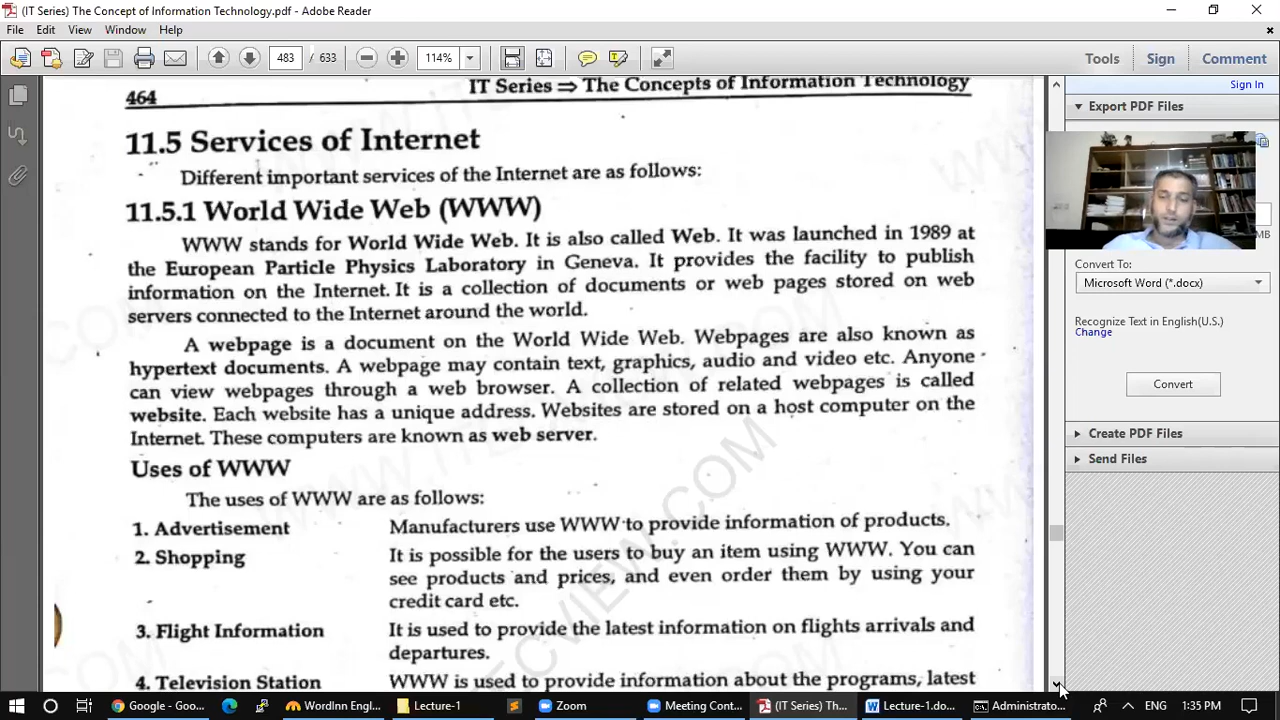 (IT Series) The Concept of Information Technology.pdf - Adobe Reader
File Edit View Window Help
483 / 633 114% Tools Sign Comment
Sign In
Export PDF Files
MB
Convert To:
Microsoft Word (*.docx)
Recognize Text in English(U.S.)
Change
Convert
Create PDF Files
Send Files
464 IT Series ⇒ The Concepts of Information Technology
11.5 Services of Internet
Different important services of the Internet are as follows:
11.5.1 World Wide Web (WWW)
WWW stands for World Wide Web. It is also called Web. It was launched in 1989 at
the European Particle Physics Laboratory in Geneva. It provides the facility to publish
information on the Internet. It is a collection of documents or web pages stored on web
servers connected to the Internet around the world.
A webpage is a document on the World Wide Web. Webpages are also known as
hypertext documents. A webpage may contain text, graphics, audio and video etc. Anyone
can view webpages through a web browser. A collection of related webpages is called
website. Each website has a unique address. Websites are stored on a host computer on the
Internet. These computers are known as web server.
Uses of WWW
The uses of WWW are as follows:
1. Advertisement Manufacturers use WWW to provide information of products.
2. Shopping It is possible for the users to buy an item using WWW. You can
see products and prices, and even order them by using your
credit card etc.
3. Flight Information It is used to provide the latest information on flights arrivals and
departures.
4. Television Station WWW is used to provide information about the programs, latest
Google - Goo... WordInn Engl... Lecture-1 Zoom Meeting Cont... (IT Series) Th... Lecture-1.do... Administrato... ENG 1:35 PM